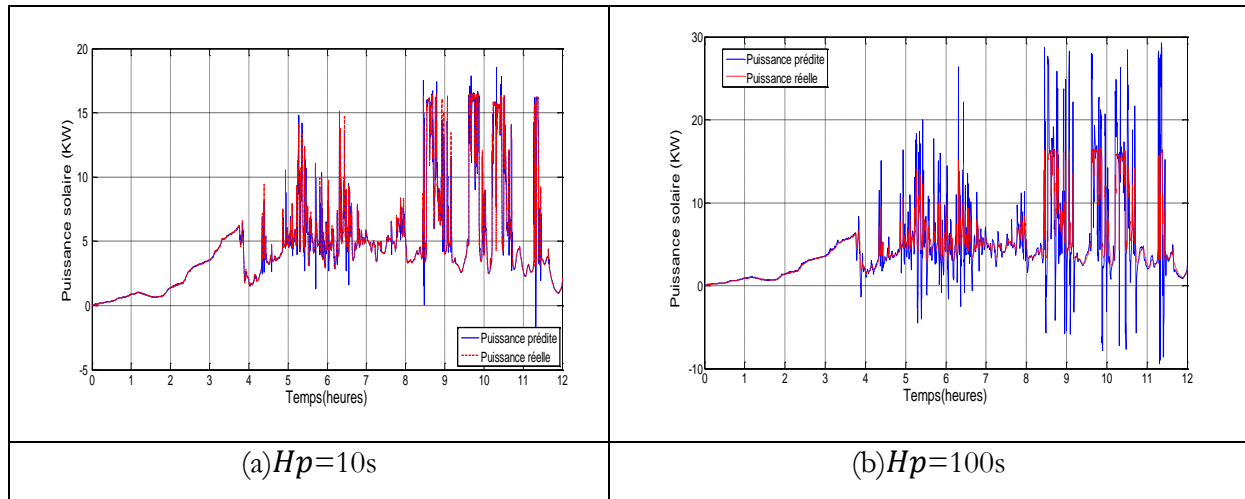 20
15
10
5
0
-5
Puissance solaire (KW)
0 1 2 3 4 5 6 7 8 9 10 11 12
Temps(heures)
Puissance prédite
Puissance réelle
30
20
10
0
-10
Puissance solaire (KW)
0 1 2 3 4 5 6 7 8 9 10 11 12
Temps(heures)
Puissance prédite
Puissance réelle
(a)Hp=10s
(b)Hp=100s